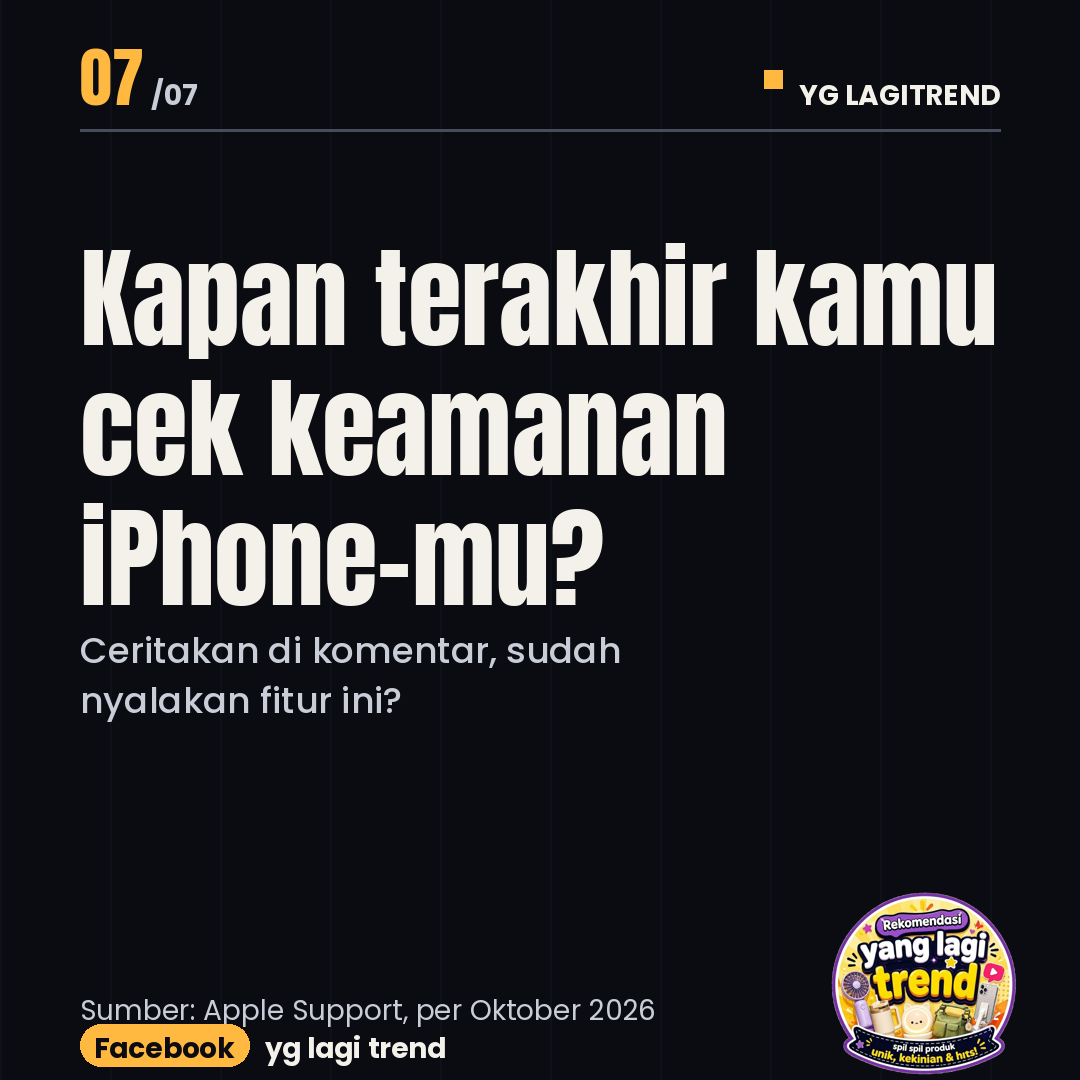 07 /07
YG LAGITREND
Kapan terakhir kamu
cek keamanan
iPhone-mu?
Ceritakan di komentar, sudah
nyalakan fitur ini?
Sumber: Apple Support, per Oktober 2026
Facebook yg lagi trend
Rekomendasi
yang lagi
trend
spil spil produk
unik, kekinian & hits!